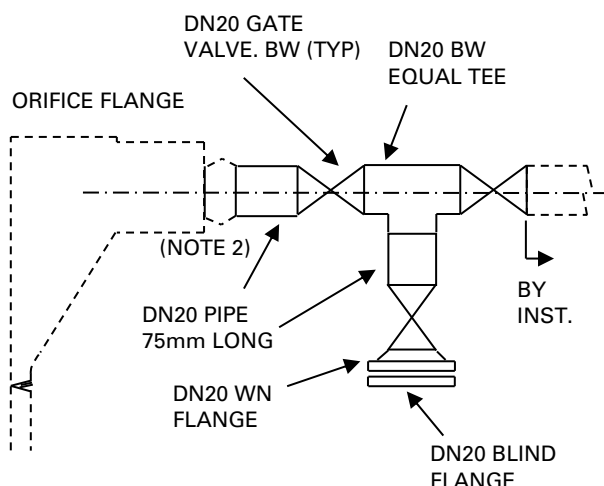 DN20 GATE
VALVE. BW (TYP)
DN20 BW
EQUAL TEE
ORIFICE FLANGE
(NOTE 2)
DN20 PIPE
75mm LONG
BY
INST.
DN20 WN
FLANGE
DN20 BLIND
FLANGE